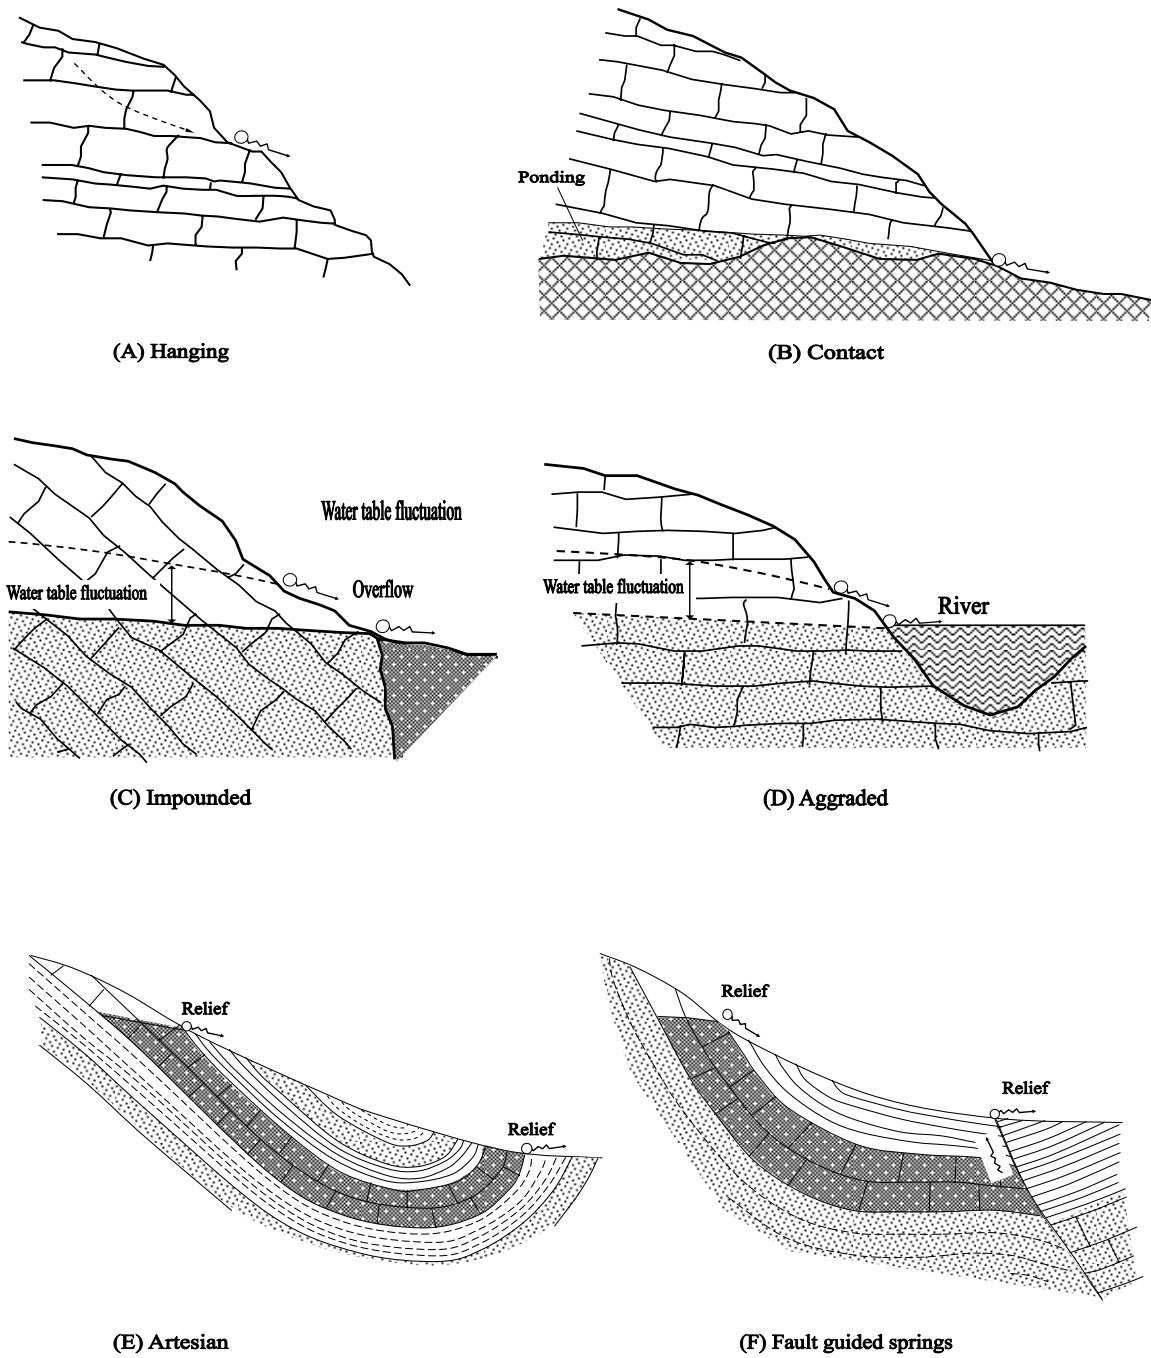 Ponding
(A) Hanging
(B) Contact
Water table fluctuation
Water table fluctuation
Overflow
Water table fluctuation
River
(C) Impounded
(D) Aggraded
Relief
Relief
Relief
Relief
(E) Artesian
(F) Fault guided springs